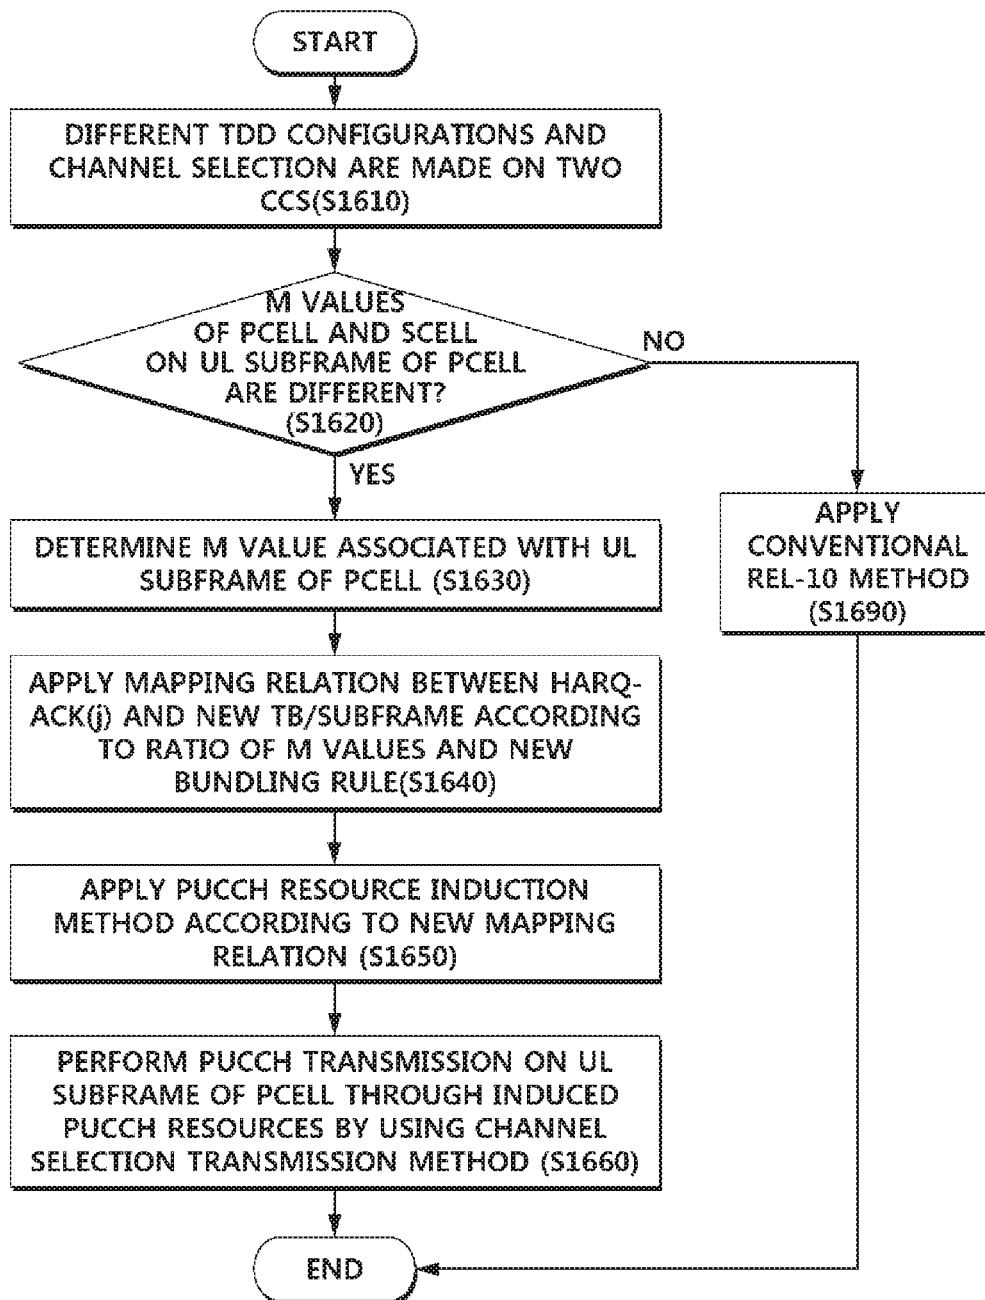 START
DIFFERENT TDD CONFIGURATIONS AND
CHANNEL SELECTION ARE MADE ON TWO
CCS(S1610)
M VALUES
OF PCELL AND SCELL
ON UL SUBFRAME OF PCELL
ARE DIFFERENT?
(S1620)
NO
YES
DETERMINE M VALUE ASSOCIATED WITH UL
SUBFRAME OF PCELL (S1630)
APPLY
CONVENTIONAL
REL-10 METHOD
(S1690)
APPLY MAPPING RELATION BETWEEN HARQ-
ACK(j) AND NEW TB/SUBFRAME ACCORDING
TO RATIO OF M VALUES AND NEW
BUNDLING RULE(S1640)
APPLY PUCCH RESOURCE INDUCTION
METHOD ACCORDING TO NEW MAPPING
RELATION (S1650)
PERFORM PUCCH TRANSMISSION ON UL
SUBFRAME OF PCELL THROUGH INDUCED
PUCCH RESOURCES BY USING CHANNEL
SELECTION TRANSMISSION METHOD (S1660)
END